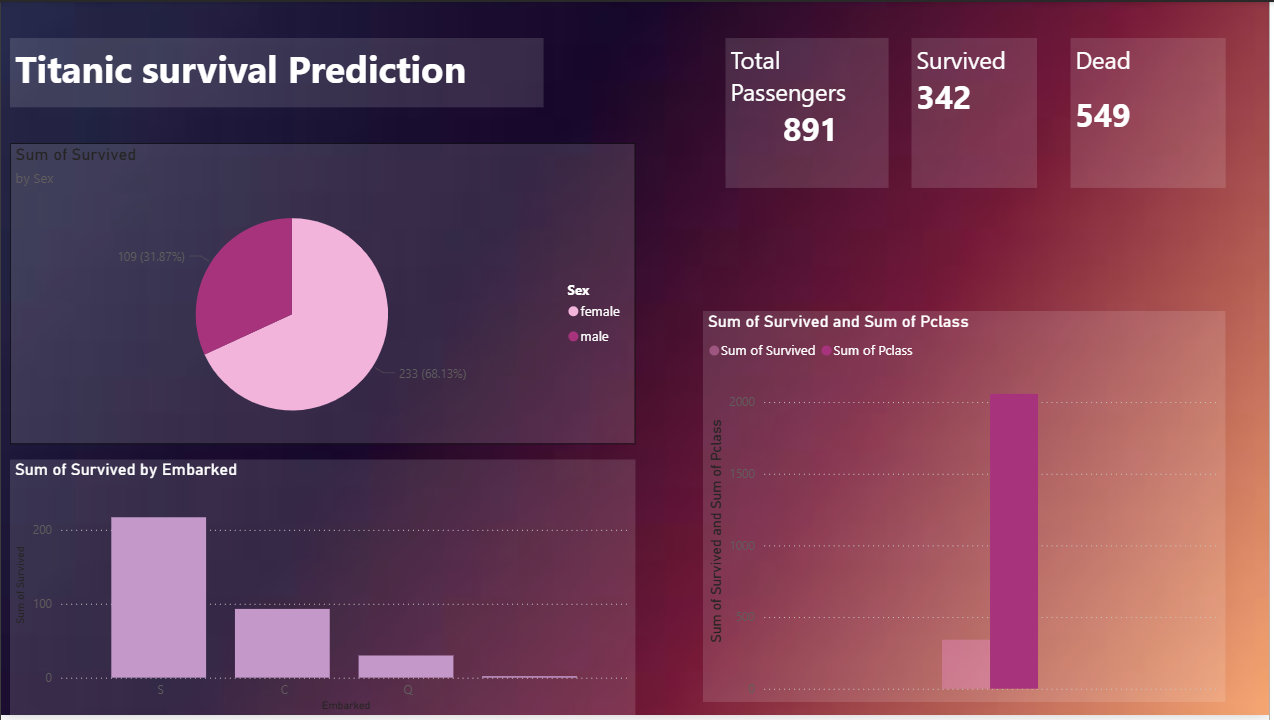 Titanic survival Prediction
Total
Passengers
891
Survived
342
Dead
549
Sum of Survived
by Sex
109 (31.87%)
233 (68.13%)
Sex
female
male
Sum of Survived by Embarked
Sum of Survived
200
100
0
S
C
Q
Embarked
Sum of Survived and Sum of Pclass
Sum of Survived
Sum of Pclass
Sum of Survived and Sum of Pclass
2000
1500
1000
500
0